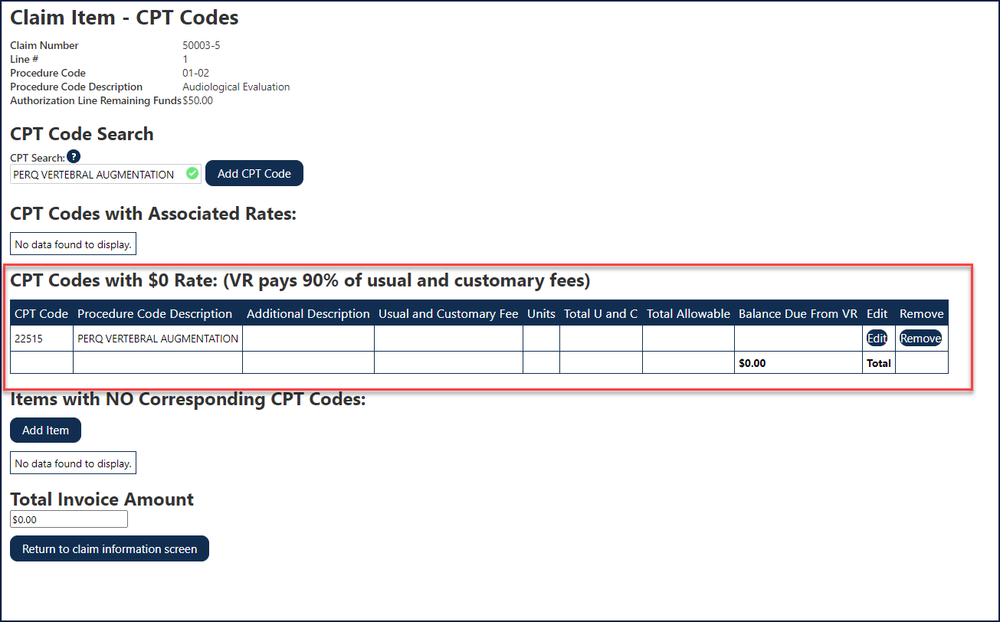 Claim Item - CPT Codes
Claim Number 50003-5
Line # 1
Procedure Code 01-02
Procedure Code Description Audiological Evaluation
Authorization Line Remaining Funds $50.00
CPT Code Search
CPT Search: ?
PERQ VERTEBRAL AUGMENTATION Add CPT Code
CPT Codes with Associated Rates:
No data found to display.
CPT Codes with $0 Rate: (VR pays 90% of usual and customary fees)
CPT Code Procedure Code Description Additional Description Usual and Customary Fee Units Total U and C Total Allowable Balance Due From VR Edit Remove
22515 PERQ VERTEBRAL AUGMENTATION Edit Remove
$0.00 Total
Items with NO Corresponding CPT Codes:
Add Item
No data found to display.
Total Invoice Amount
$0.00
Return to claim information screen